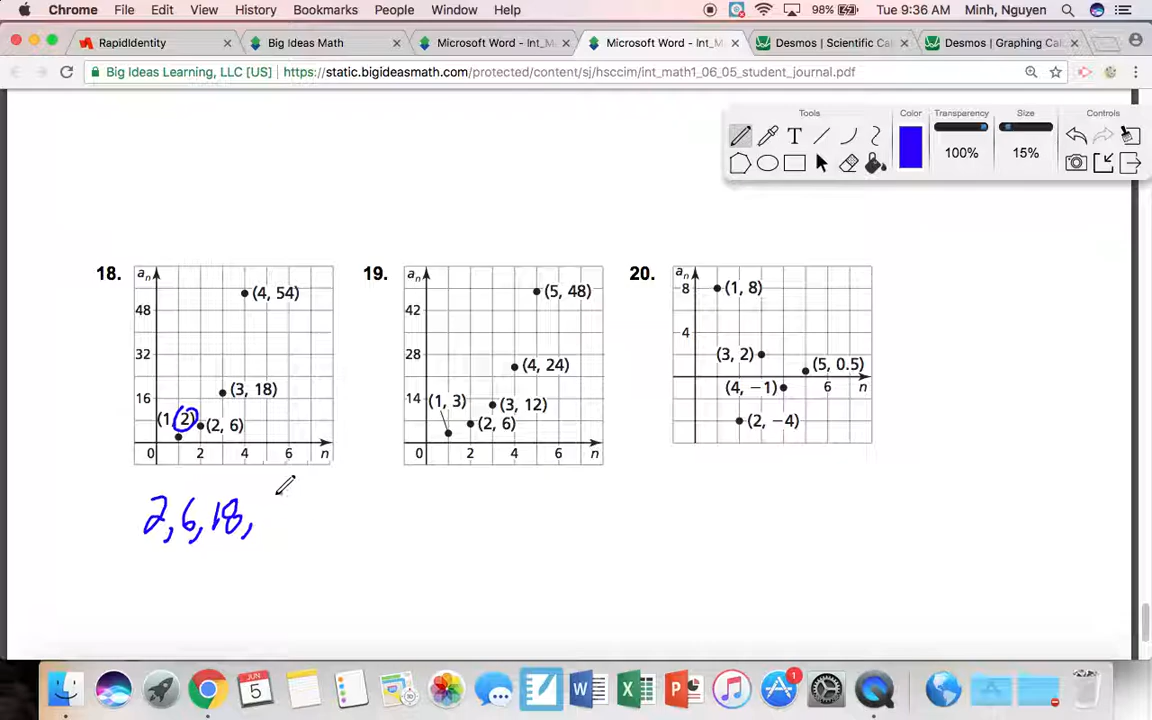 Chrome File Edit View History Bookmarks People Window Help 98% Tue 9:36 AM Minh, Nguyen
RapidIdentity Big Ideas Math Microsoft Word - Int_M Microsoft Word - Int_M Desmos | Scientific Cal Desmos | Graphing Cal
Big Ideas Learning, LLC [US] https://static.bigideasmath.com/protected/content/sj/hsccim/int_math1_06_05_student_journal.pdf
Tools Color Transparency Size Controls
T 100% 15%
18.
an
(4, 54)
48
32
(3, 18)
16
(1, 2) (2, 6)
0 2 4 6 n
19.
an
(5, 48)
42
28
(4, 24)
14
(1, 3) (3, 12)
(2, 6)
0 2 4 6 n
20.
an
8 (1, 8)
4
(3, 2)
(5, 0.5)
(4, −1) 6 n
(2, −4)
2, 6, 18,
JUN
5
1